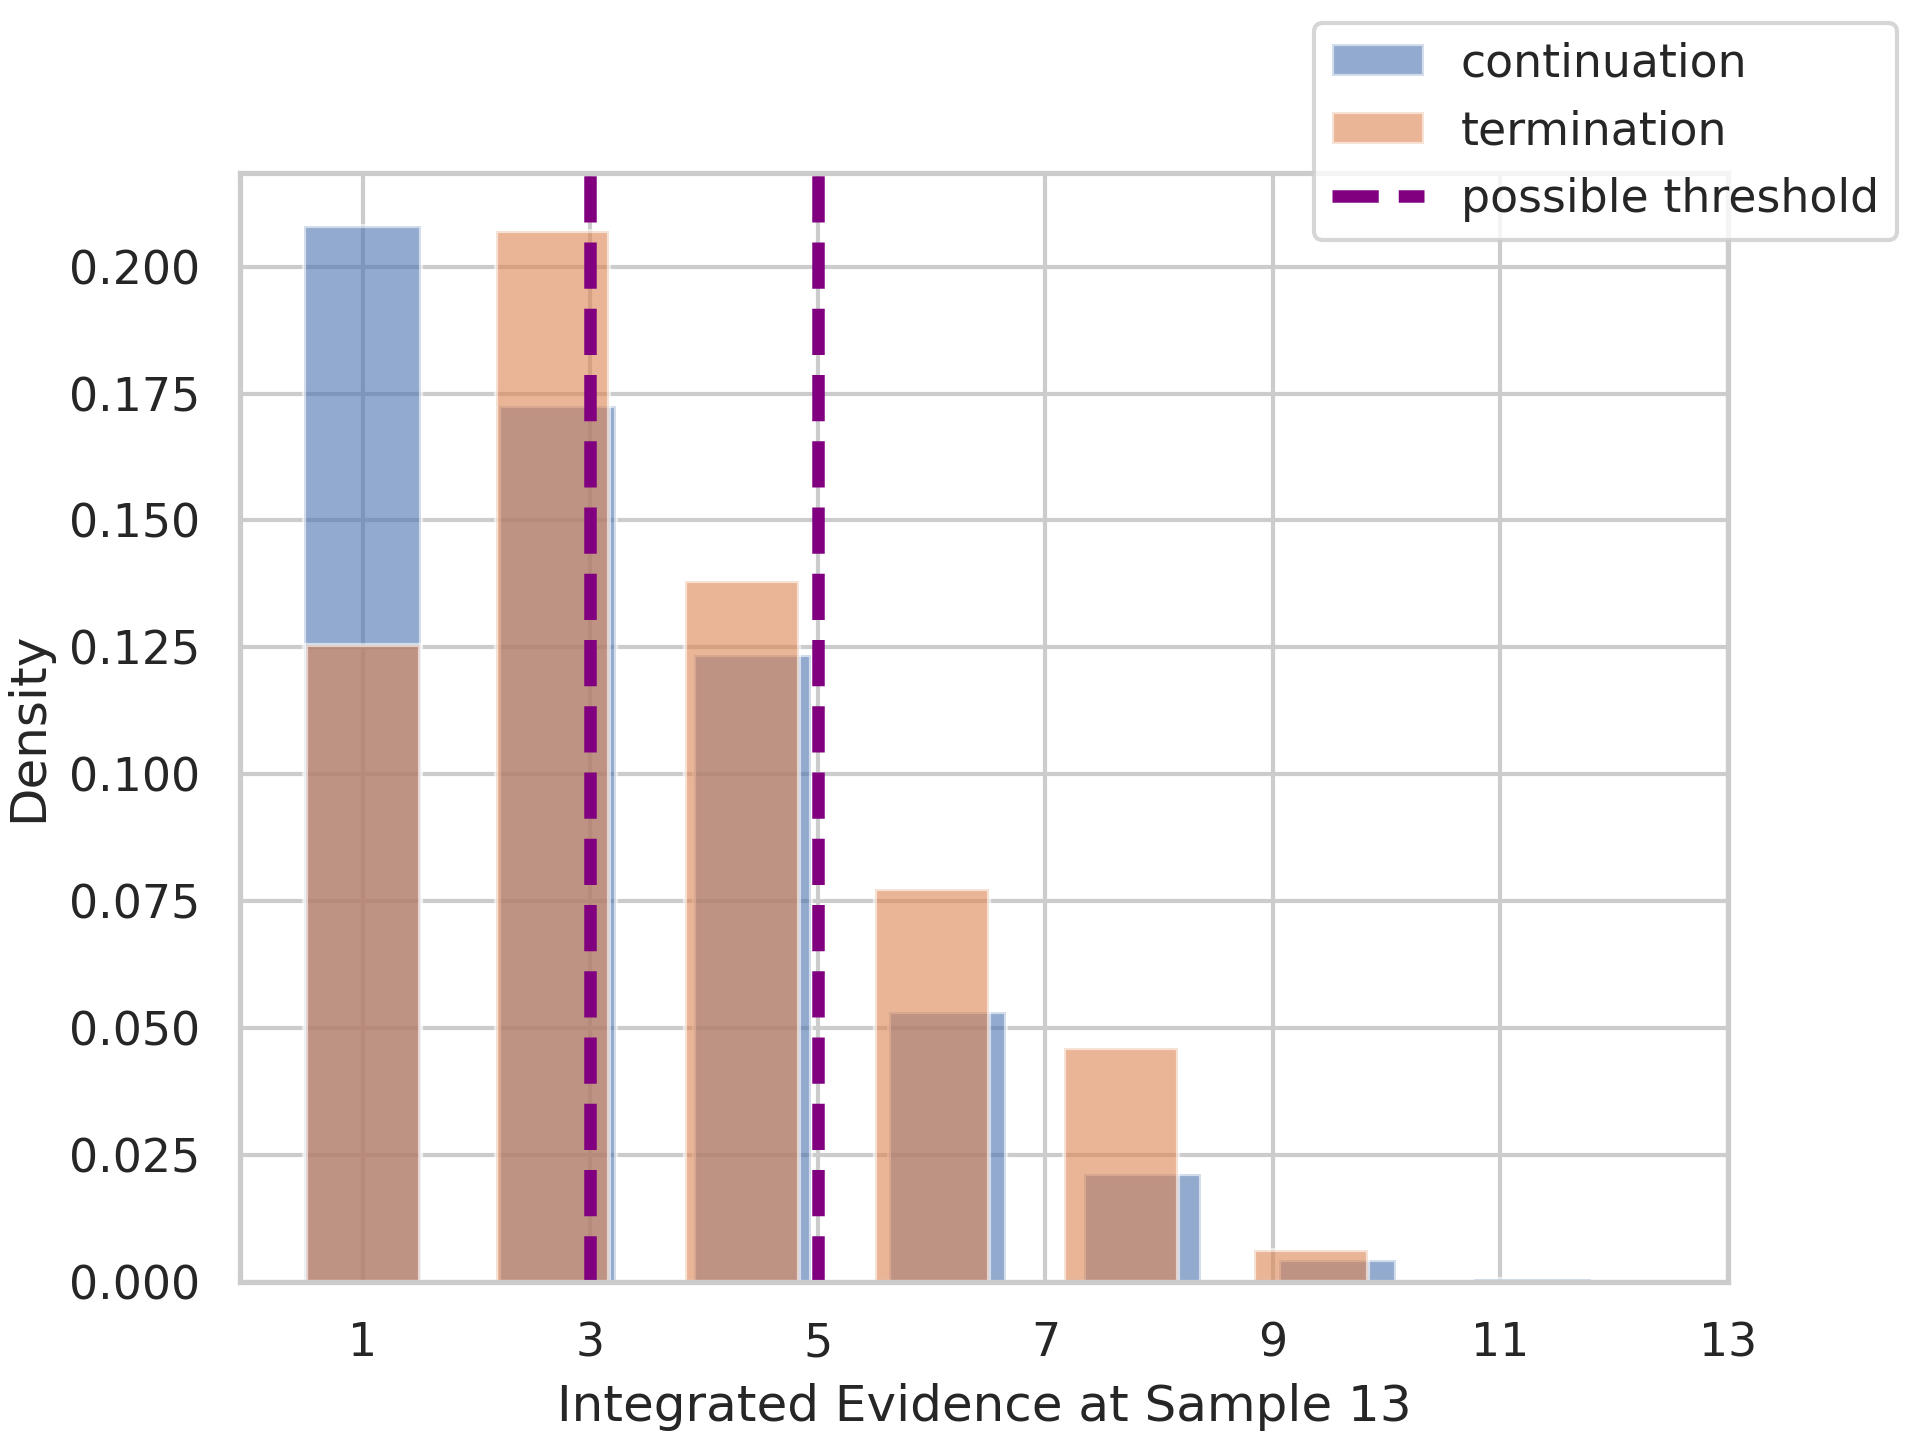 continuation
termination
possible threshold
0.200
0.175
0.150
0.125
0.100
0.075
0.050
0.025
0.000
Density
1 3 5 7 9 11 13
Integrated Evidence at Sample 13